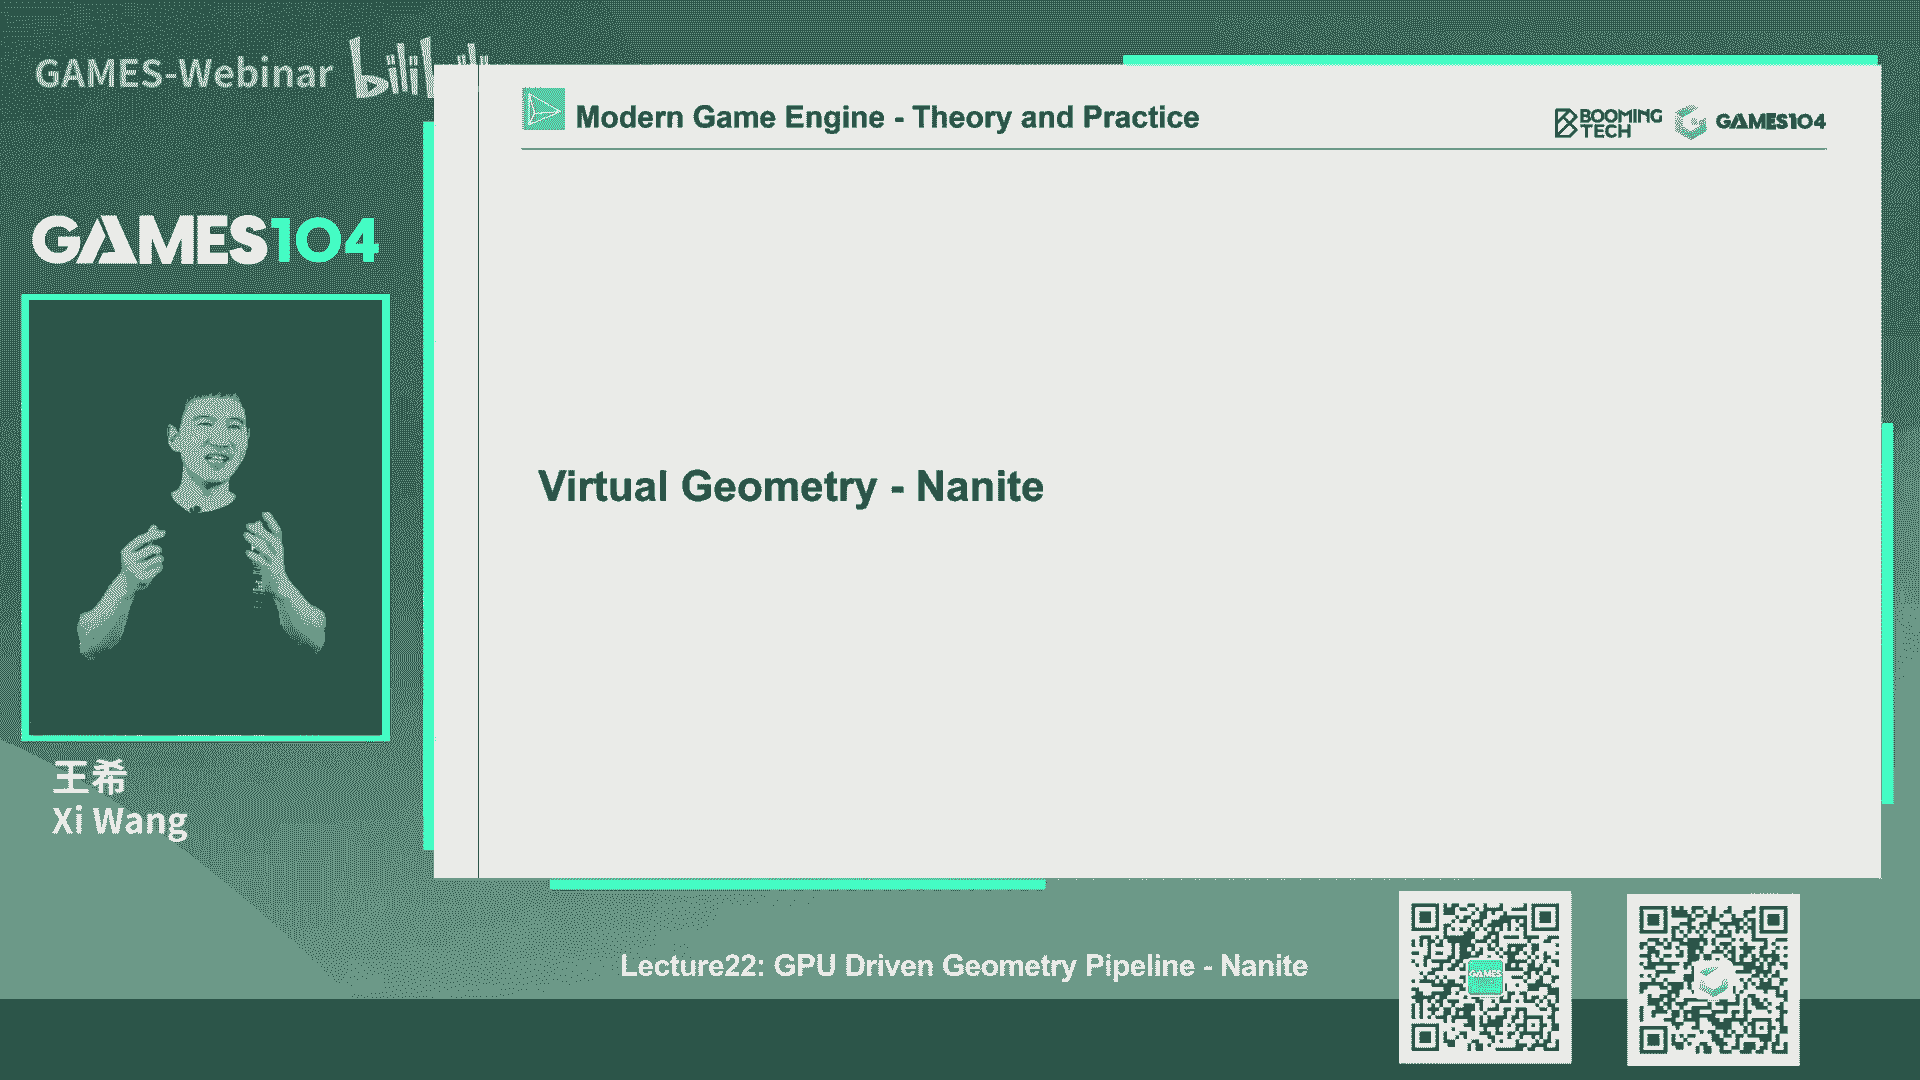 GAMES-Webinar bilibili
Modern Game Engine - Theory and Practice
BOOMING
TECH
GAMES104
GAMES104
Virtual Geometry - Nanite
王希
Xi Wang
Lecture22: GPU Driven Geometry Pipeline - Nanite
GAMES